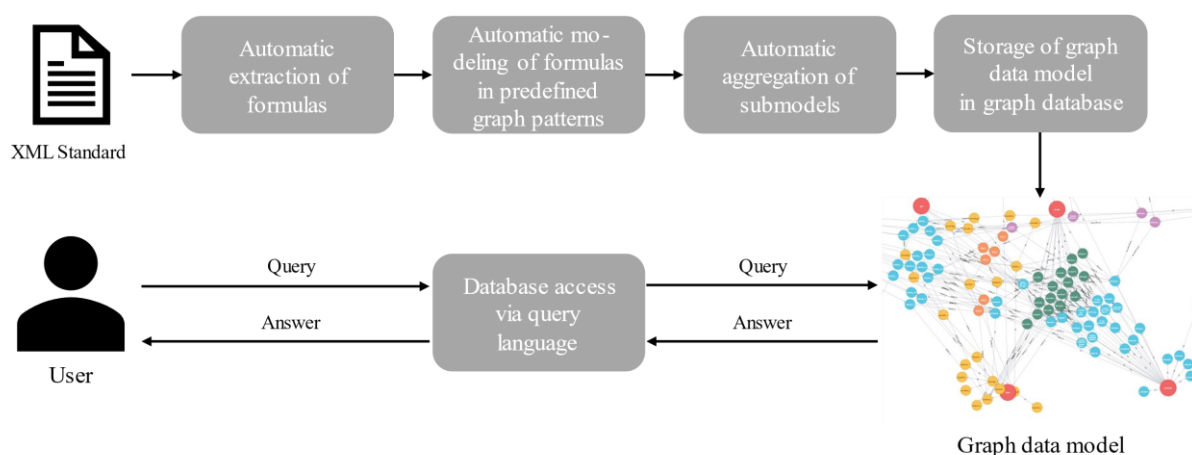 Automatic
extraction of
formulas
Automatic mo-
deling of formulas
in predefined
graph patterns
Automatic
aggregation of
submodels
Storage of graph
data model
in graph database
XML Standard
Query
Answer
User
Database access
via query
language
Query
Answer
Graph data model